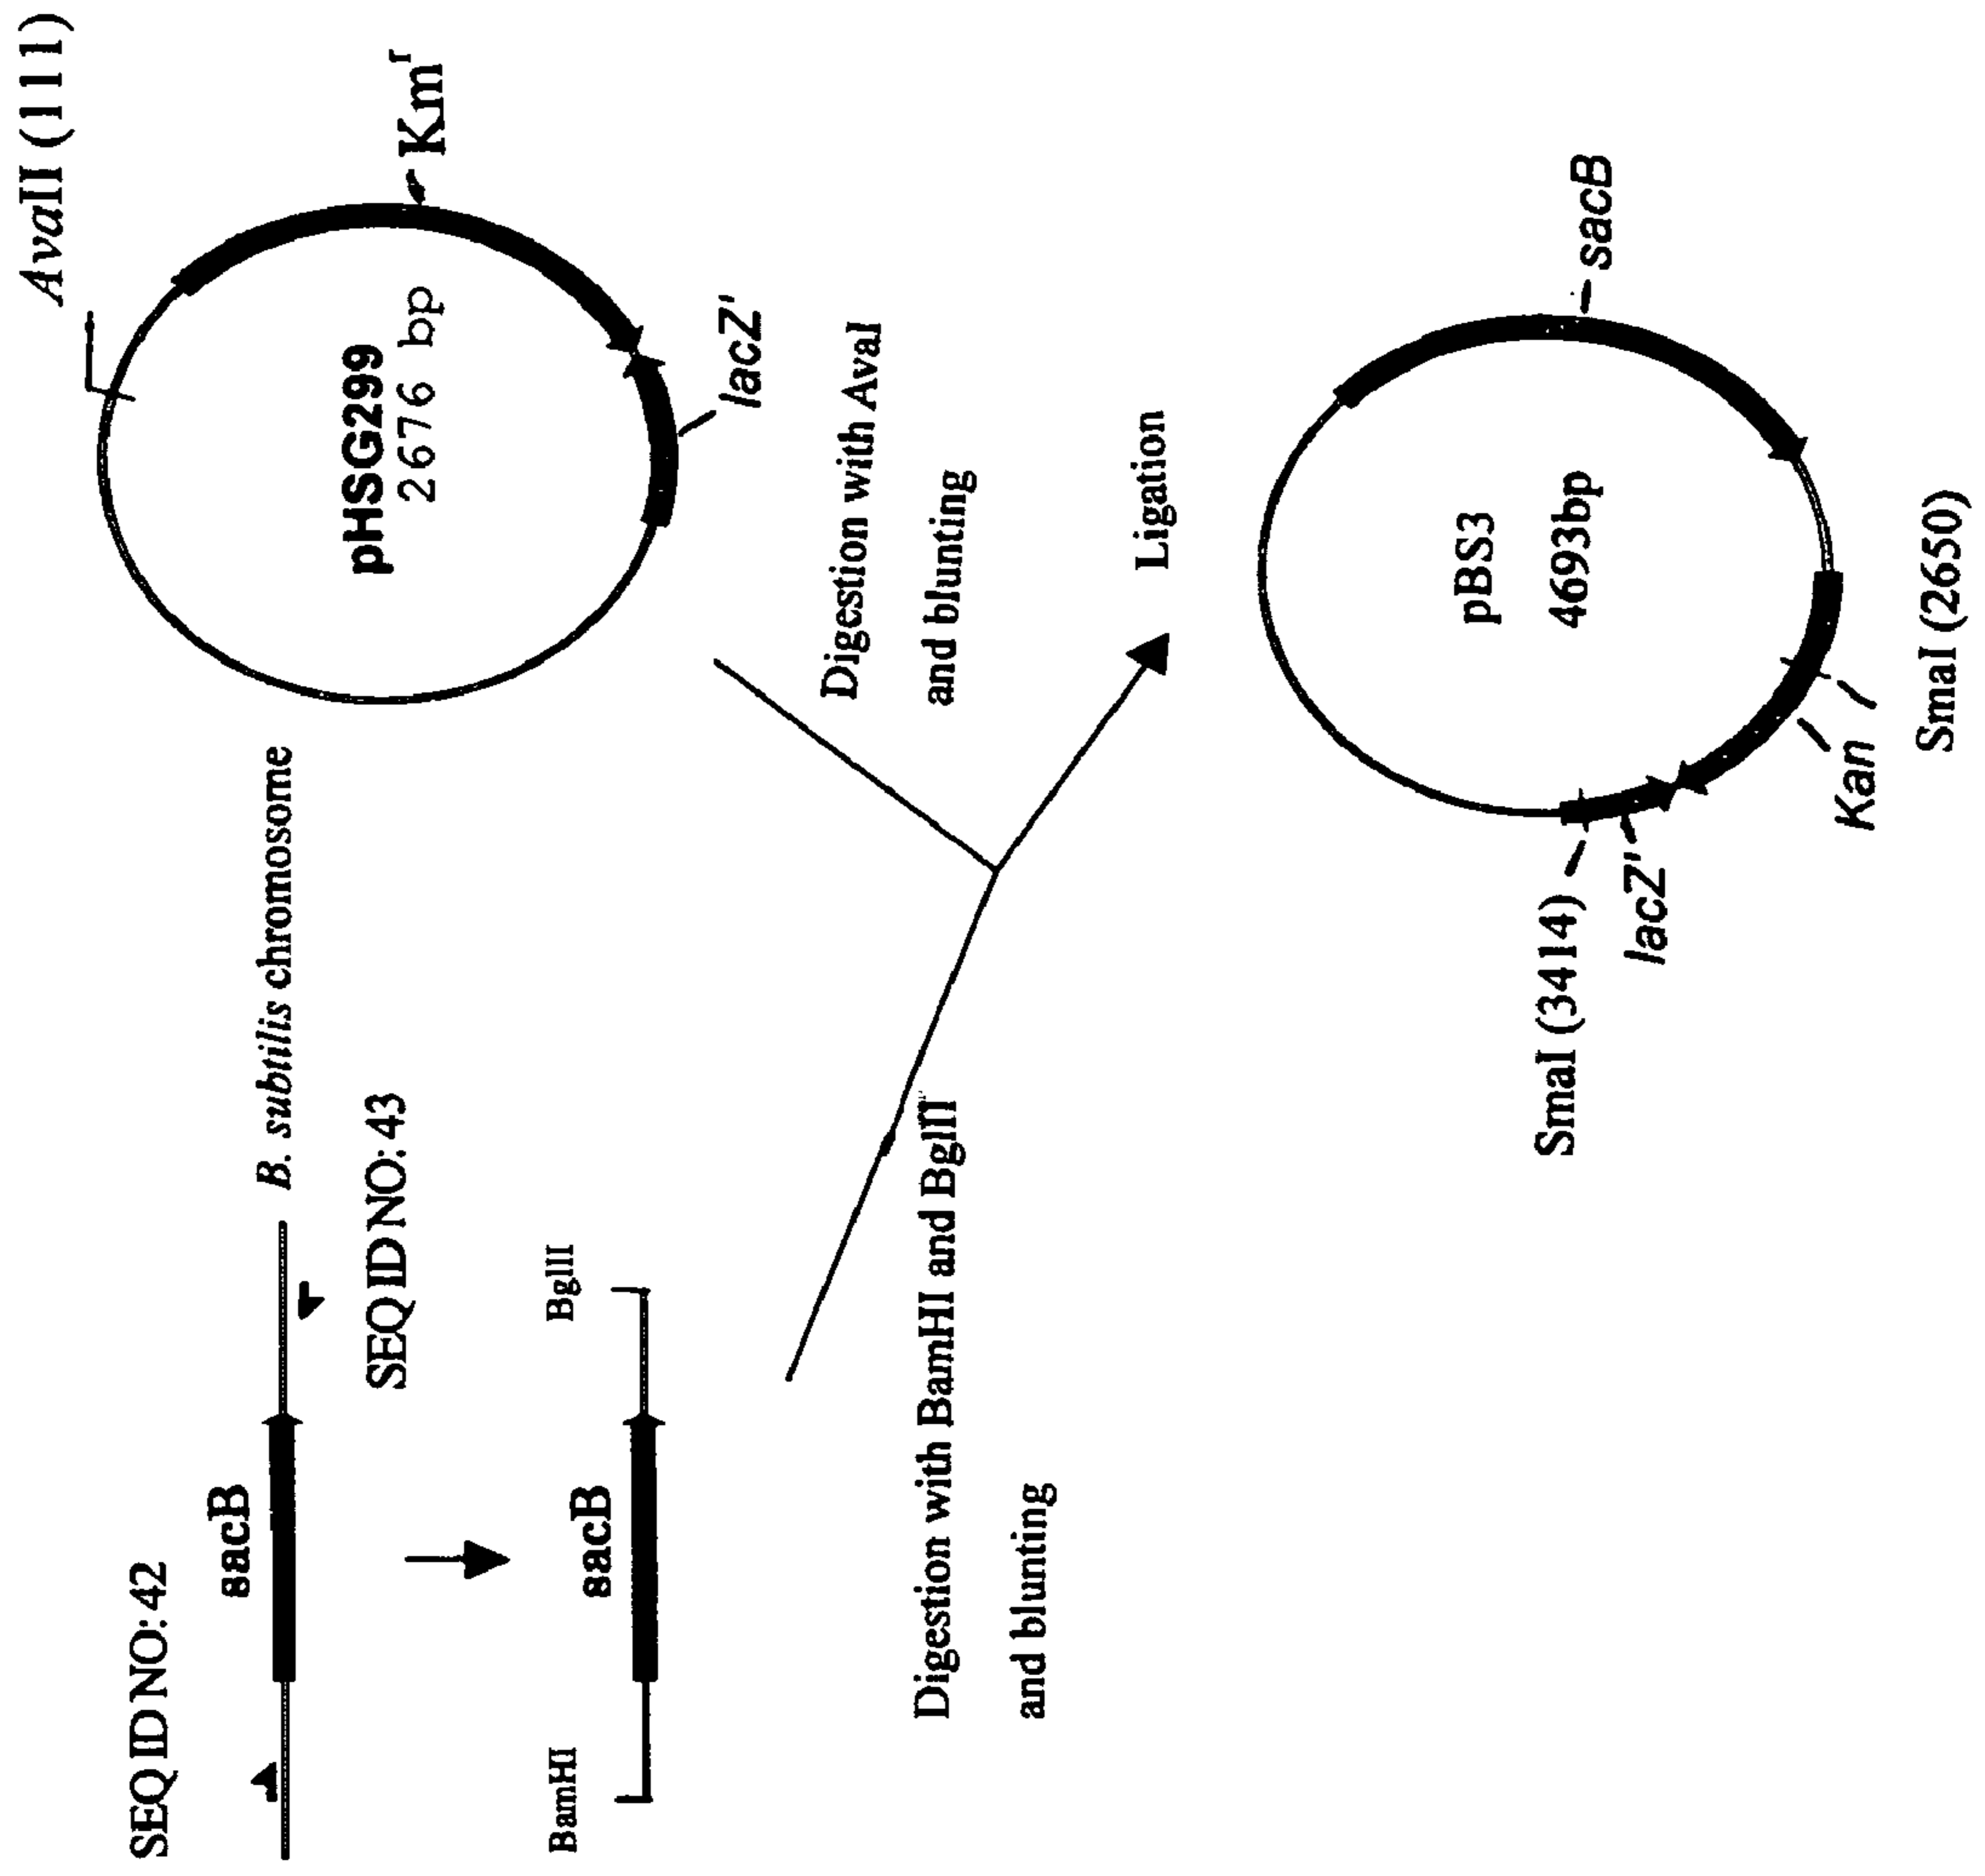 SEQ ID NO: 42
sacB
B. subtilis chromosome
SEQ ID NO: 43
BamHI
sacB
BglII
AvaII (111)
pHSG299
2676 bp
Kmr
lacZ'
Digestion with BamHI and BglII
and blunting
Digestion with AvaI
and blunting
Ligation
pBS3
4693bp
sacB
SmaI (3414)
lacZ'
Kan
SmaI (2650)